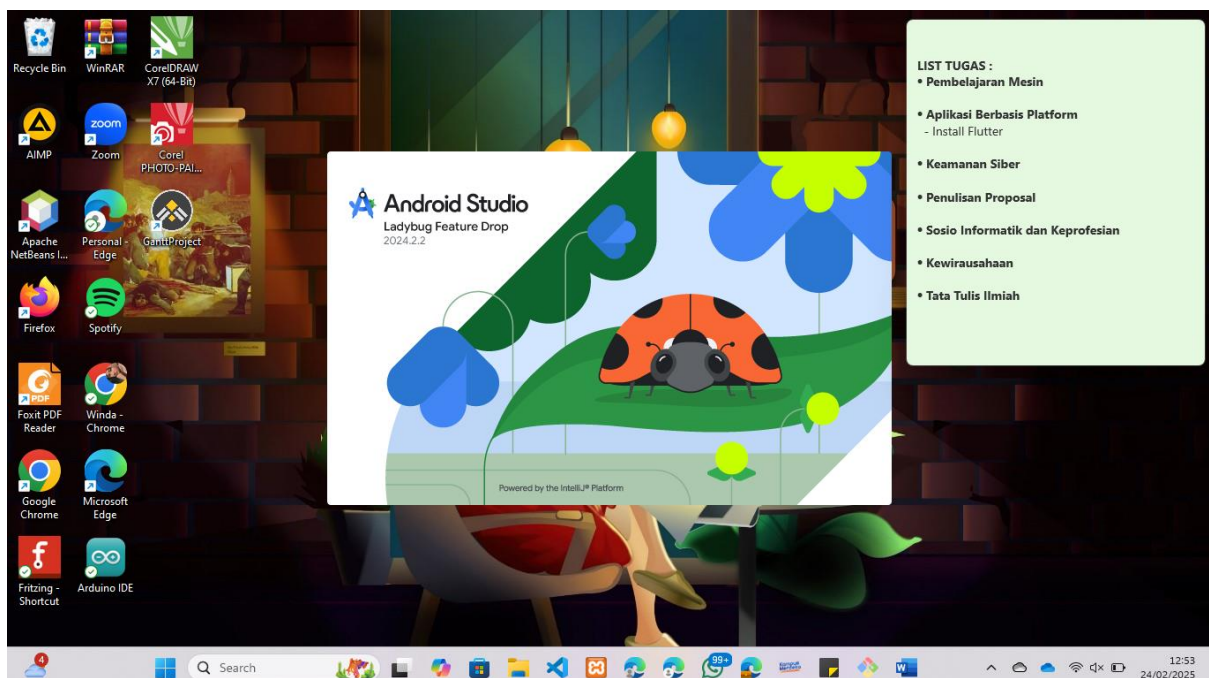 Recycle Bin
WinRAR
CorelDRAW
X7 (64-Bit)
AIMP
zoom
Zoom
Corel
PHOTO-PAI...
Apache
NetBeans I...
Personal -
Edge
GanttProject
Firefox
Spotify
PDF
Foxit PDF
Reader
Winda -
Chrome
Google
Chrome
Microsoft
Edge
Fritzing -
Shortcut
Arduino IDE
Android Studio
Ladybug Feature Drop
2024.2.2
Powered by the IntelliJ® Platform
LIST TUGAS :
• Pembelajaran Mesin
• Aplikasi Berbasis Platform
- Install Flutter
• Keamanan Siber
• Penulisan Proposal
• Sosio Informatik dan Keprofesian
• Kewirausahaan
• Tata Tulis Ilmiah
4
Search
99+
12:53
24/02/2025